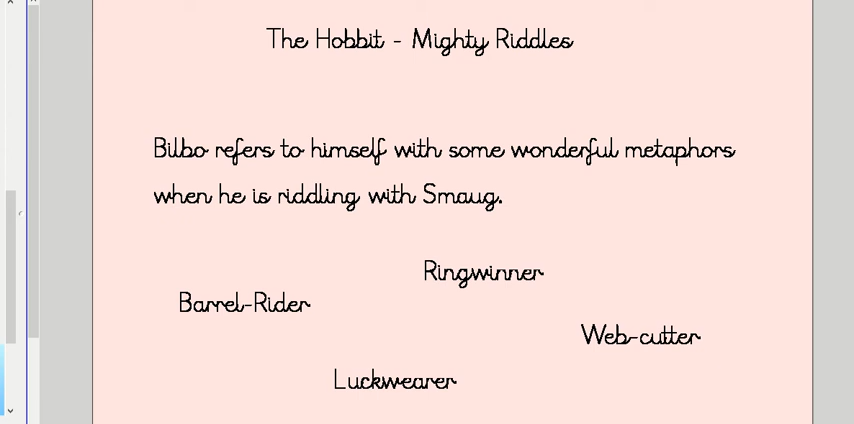 The Hobbit - Mighty Riddles
Bilbo refers to himself with some wonderful metaphors
when he is riddling with Smaug.
Ringwinner
Barrel-Rider
Web-cutter
Luckwearer